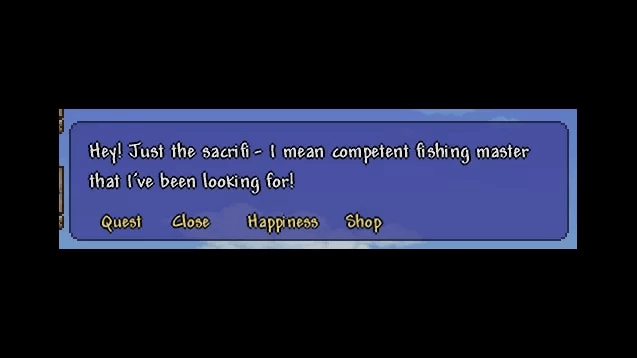 Hey! Just the sacrifi - I mean competent fishing master
that I've been looking for!
Quest Close Happiness Shop